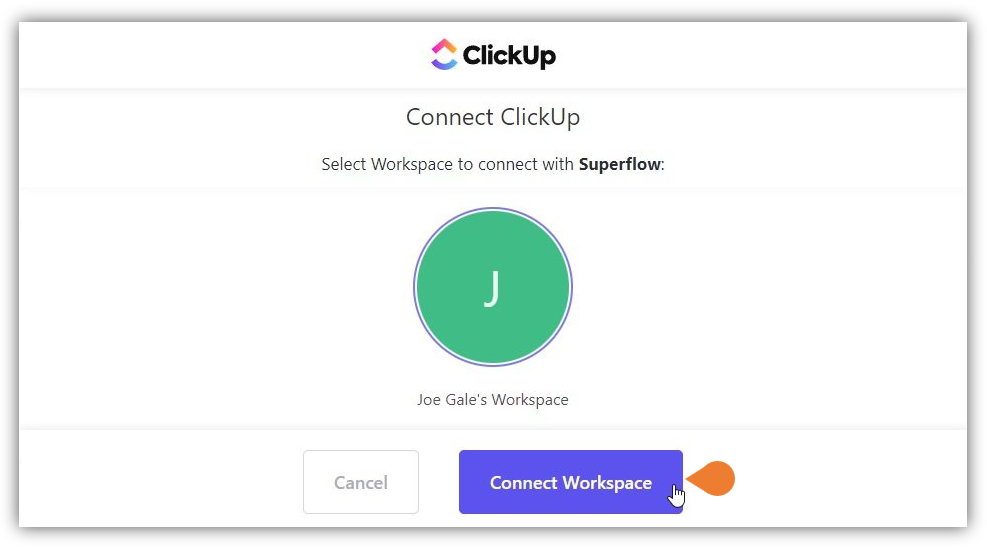 ClickUp
Connect ClickUp
Select Workspace to connect with Superflow:
J
Joe Gale's Workspace
Cancel
Connect Workspace